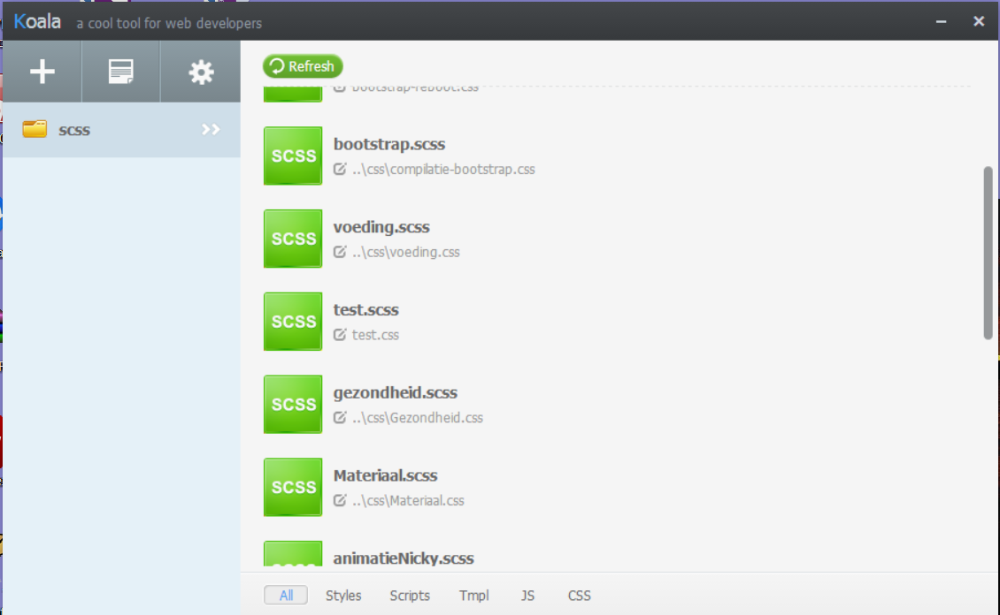 Koala a cool tool for web developers
Refresh
scss
bootstrap-reboot.css
SCSS
bootstrap.scss
..\css\compilatie-bootstrap.css
SCSS
voeding.scss
..\css\voeding.css
SCSS
test.scss
test.css
SCSS
gezondheid.scss
..\css\Gezondheid.css
SCSS
Materiaal.scss
..\css\Materiaal.css
SCSS
animatieNicky.scss
All Styles Scripts Tmpl JS CSS